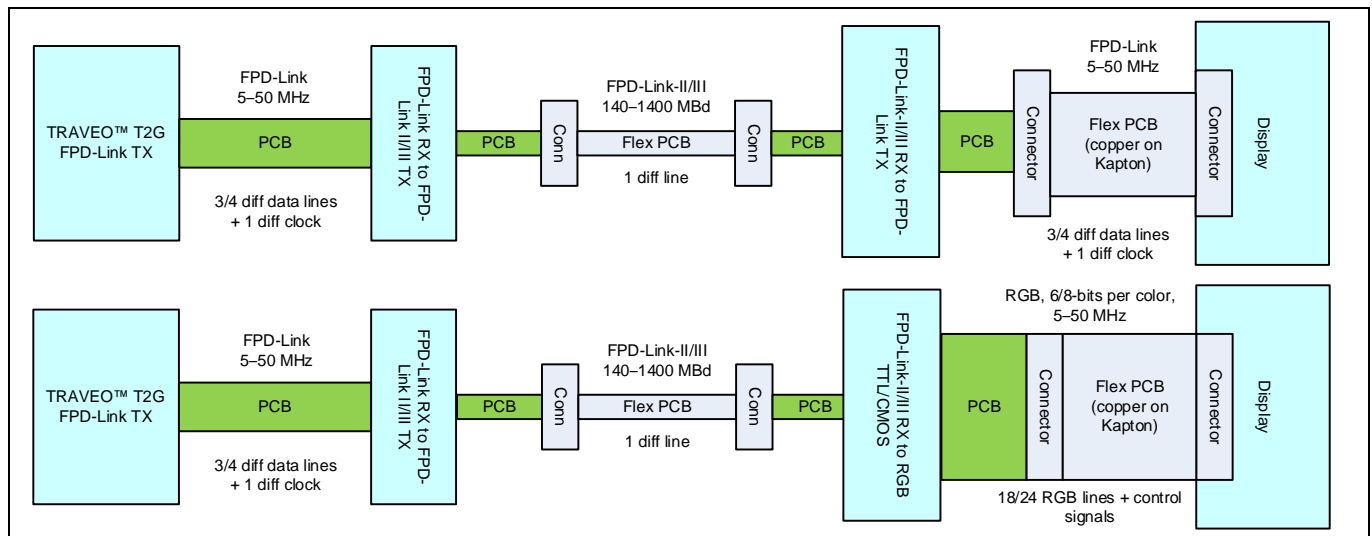 TRAVEO™ T2G
FPD-Link TX
FPD-Link
5–50 MHz
PCB
3/4 diff data lines
+ 1 diff clock
FPD-Link RX to FPD-
Link II/III TX
PCB
Conn
FPD-Link-II/III
140–1400 MBd
Flex PCB
1 diff line
Conn
PCB
FPD-Link-II/III RX to FPD-
Link TX
PCB
Connector
FPD-Link
5–50 MHz
Flex PCB
(copper on
Kapton)
3/4 diff data lines
+ 1 diff clock
Connector
Display
TRAVEO™ T2G
FPD-Link TX
FPD-Link
5–50 MHz
PCB
3/4 diff data lines
+ 1 diff clock
FPD-Link RX to FPD-
Link II/III TX
PCB
Conn
FPD-Link-II/III
140–1400 MBd
Flex PCB
1 diff line
Conn
PCB
FPD-Link-II/III RX to RGB
TTL/CMOS
RGB, 6/8-bits per color,
5–50 MHz
PCB
Connector
Flex PCB
(copper on
Kapton)
Connector
18/24 RGB lines + control
signals
Display